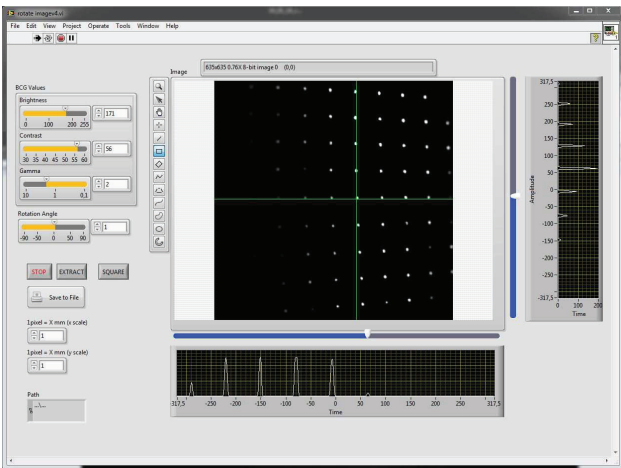 rotate imagev4.vi
File Edit View Project Operate Tools Window Help
Image
635x635 0.76X 8-bit image 0 (0,0)
BCG Values
Brightness
171
0 100 200 255
Contrast
56
30 35 40 45 50 55 60
Gamma
2
10 1 0,1
Rotation Angle
1
-90 -50 0 50 90
STOP EXTRACT SQUARE
Save to File
1pixel = X mm (x scale)
1
1pixel = X mm (y scale)
1
Path
317,5
250
200
150
100
50
0
-50
-100
-150
-200
-250
-317,5
Amplitude
0 100 200
Time
317,5 -250 -200 -150 -100 -50 0 50 100 150 200 250 317,5
Time